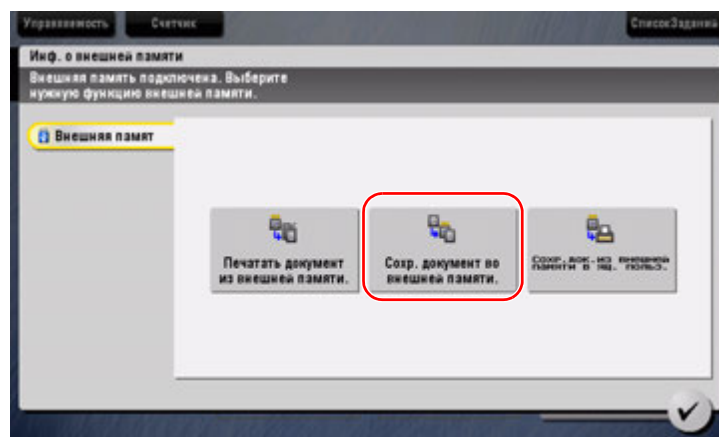 Управляемость Счетчик СписокЗаданий
Инф. о внешней памяти
Внешняя память подключена. Выберите
нужную функцию внешней памяти.
Внешняя памят
Печатать документ
из внешней памяти.
Сохр. документ во
внешней памяти.
Сохр.док.из внешней
памяти в ящ. польз.